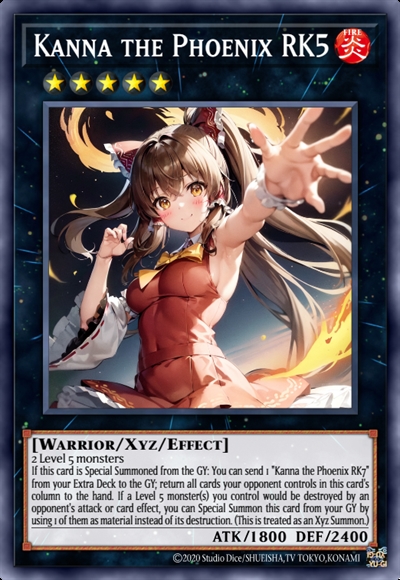 KANNA THE PHOENIX RK5
FIRE
炎
[WARRIOR/XYZ/EFFECT]
2 Level 5 monsters
If this card is Special Summoned from the GY: You can send 1 "Kanna the Phoenix RK7"
from your Extra Deck to the GY; return all cards your opponent controls in this card's
column to the hand. If a Level 5 monster(s) you control would be destroyed by an
opponent's attack or card effect, you can Special Summon this card from your GY by
using 1 of them as material instead of its destruction. (This is treated as an Xyz Summon.)
ATK/1800 DEF/2400
©2020 Studio Dice/SHUEISHA,TV TOKYO,KONAMI